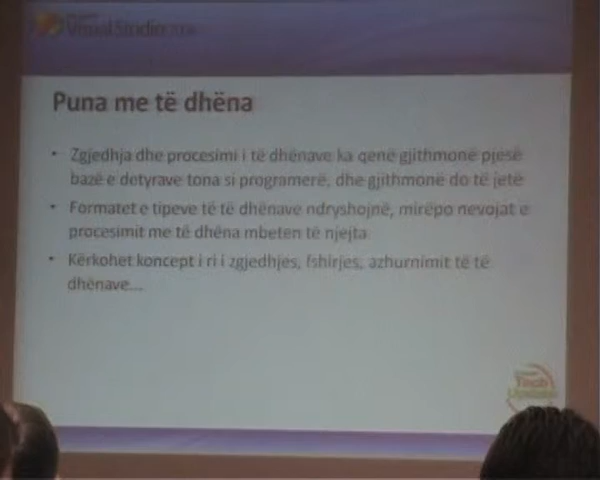 Visual Studio
Puna me të dhëna
• Zgjedhja dhe procesimi i të dhënave ka qenë gjithmonë pjesë
bazë e detyrave tona si programerë, dhe gjithmonë do të jetë
• Formatet e tipeve të të dhënave ndryshojnë, mirëpo nevojat e
procesimit me të dhëna mbeten të njejta
• Kërkohet koncept i ri i zgjedhjes, fshirjes, azhurnimit të të
dhënave...
Tech